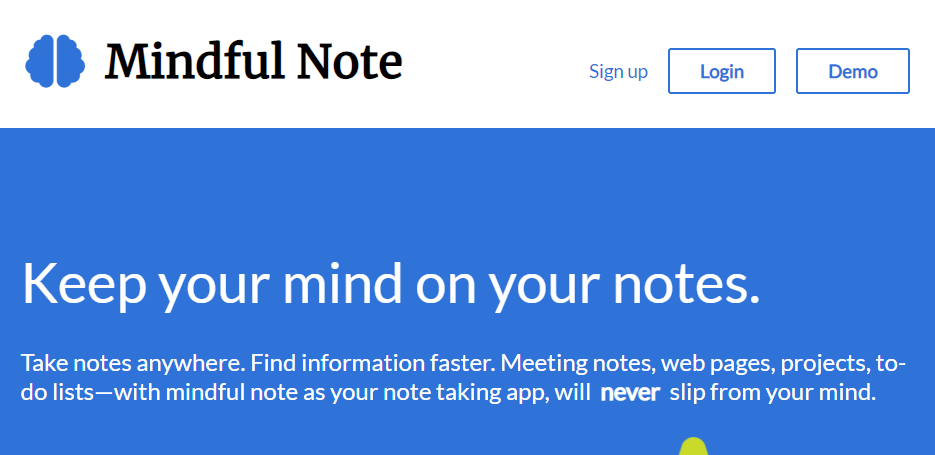 Mindful Note
Sign up
Login
Demo
Keep your mind on your notes.
Take notes anywhere. Find information faster. Meeting notes, web pages, projects, to-
do lists—with mindful note as your note taking app, will never slip from your mind.